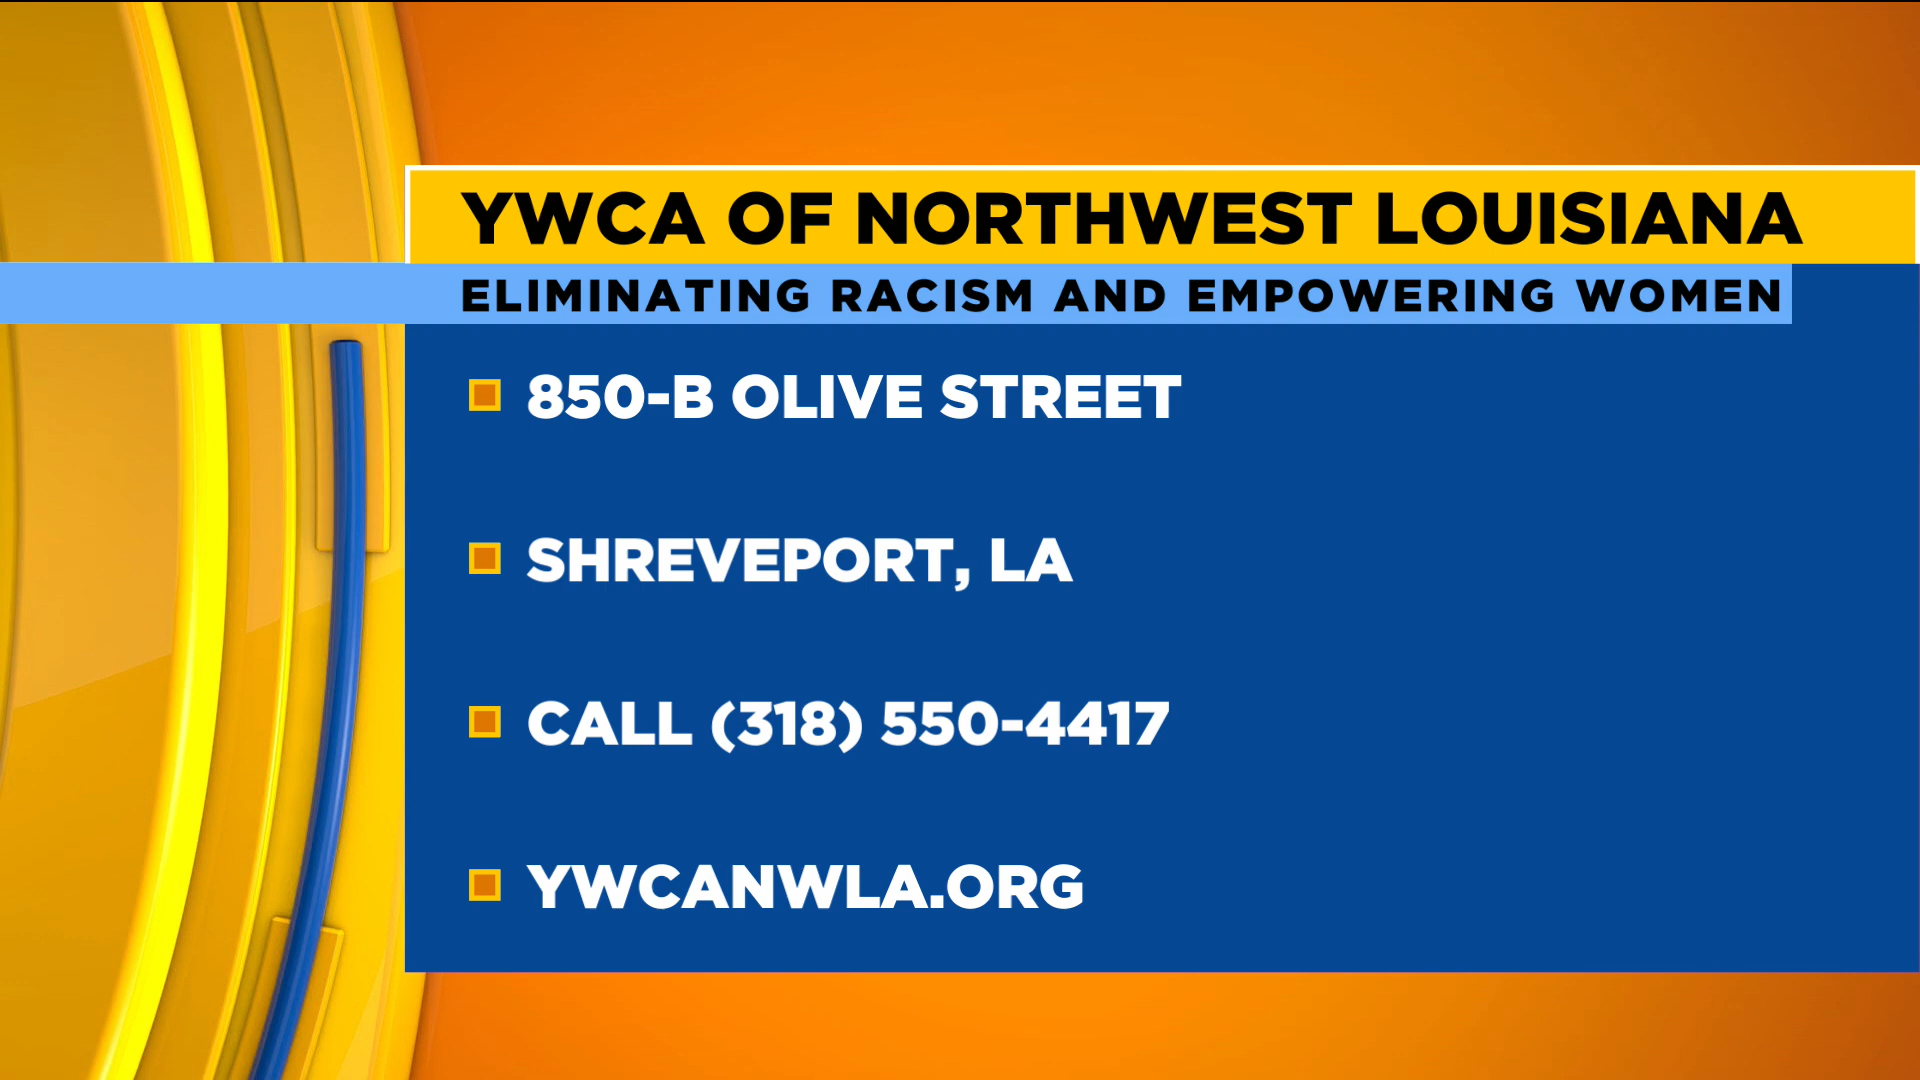 YWCA OF NORTHWEST LOUISIANA
ELIMINATING RACISM AND EMPOWERING WOMEN
850-B OLIVE STREET
SHREVEPORT, LA
CALL (318) 550-4417
YWCANWLA.ORG